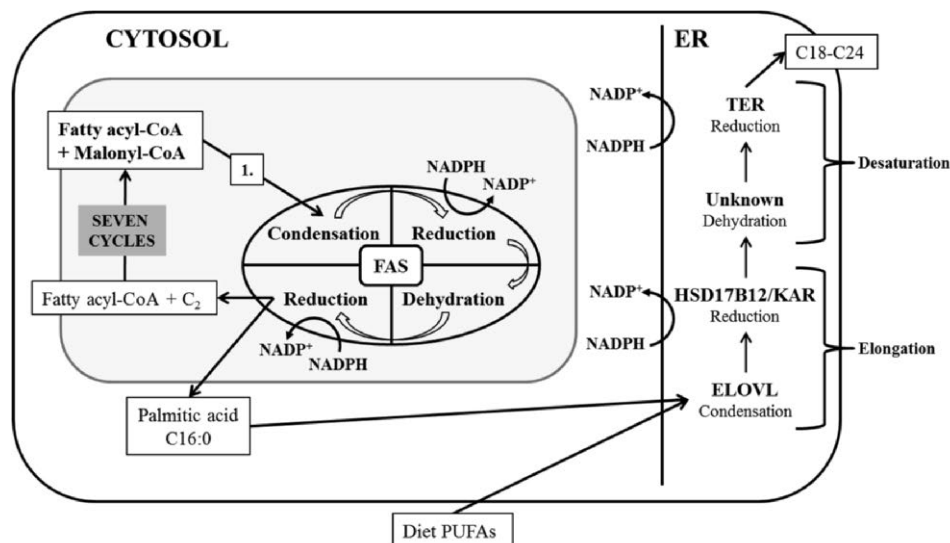 CYTOSOL
ER
C18-C24
Fatty acyl-CoA
+ Malonyl-CoA
1.
NADPH
NADP⁺
Condensation
Reduction
FAS
Reduction
Dehydration
NADP⁺
NADPH
SEVEN
CYCLES
Fatty acyl-CoA + C₂
Palmitic acid
C16:0
Diet PUFAs
NADP⁺
NADPH
NADP⁺
NADPH
TER
Reduction
Unknown
Dehydration
HSD17B12/KAR
Reduction
ELOVL
Condensation
Desaturation
Elongation